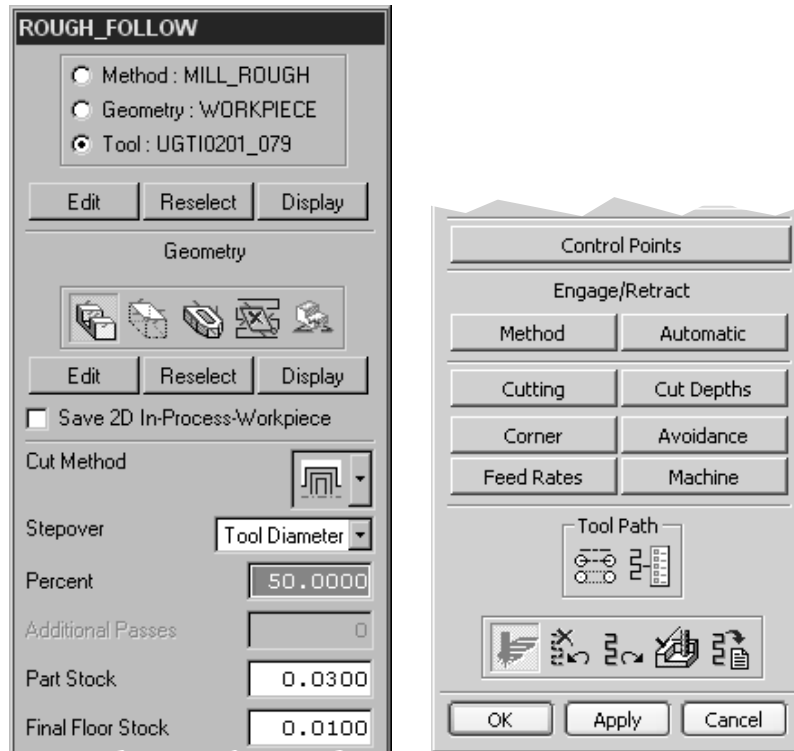 ROUGH_FOLLOW
Method : MILL_ROUGH
Geometry : WORKPIECE
Tool : UGTI0201_079
Edit Reselect Display
Geometry
Edit Reselect Display
Save 2D In-Process-Workpiece
Cut Method
Stepover Tool Diameter
Percent 50.0000
Additional Passes 0
Part Stock 0.0300
Final Floor Stock 0.0100
Control Points
Engage/Retract
Method Automatic
Cutting Cut Depths
Corner Avoidance
Feed Rates Machine
Tool Path
OK Apply Cancel